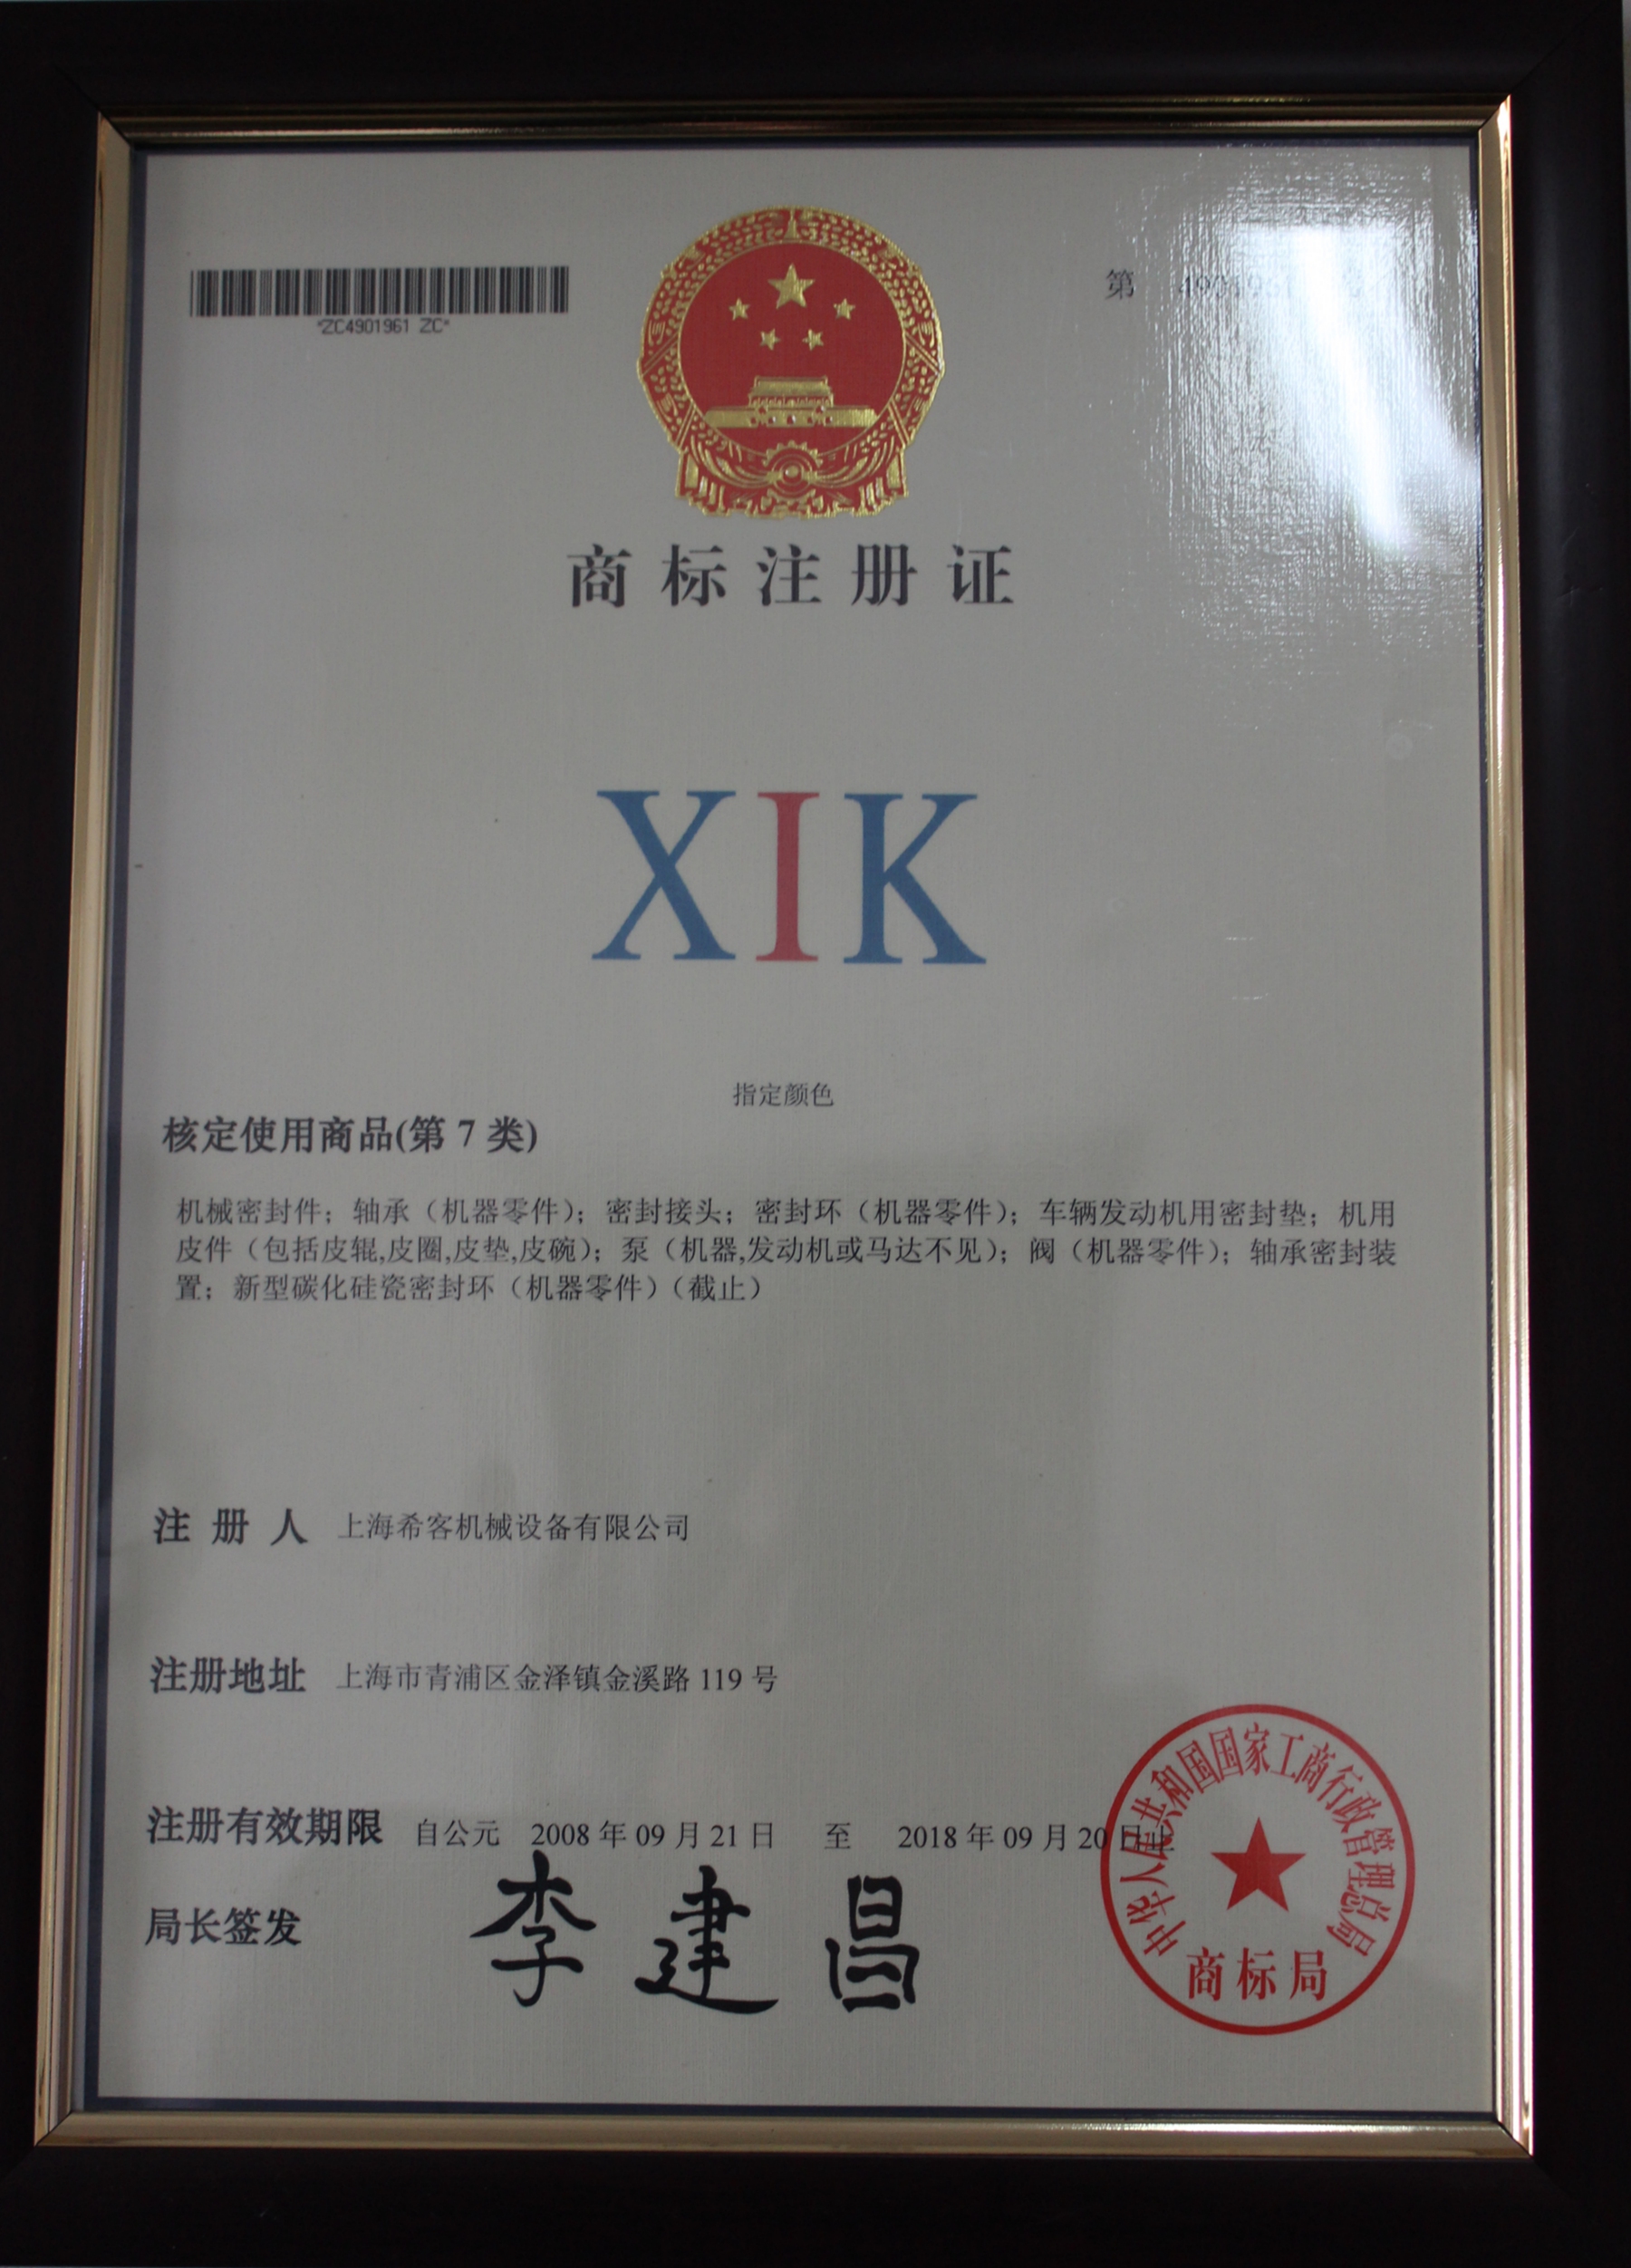 *ZC4901961 ZC*
第 4901961
商标注册证
XIK
指定颜色
核定使用商品(第 7 类)
机械密封件；轴承（机器零件）；密封接头；密封环（机器零件）；车辆发动机用密封垫；机用
皮件（包括皮辊,皮圈,皮垫,皮碗）；泵（机器,发动机或马达不见）；阀（机器零件）；轴承密封装
置；新型碳化硅瓷密封环（机器零件）（截止）
注 册 人 上海希客机械设备有限公司
注册地址 上海市青浦区金泽镇金溪路 119 号
注册有效期限 自公元 2008 年 09 月 21 日 至 2018 年 09 月 20 日止
局长签发 李建昌
中华人民共和国国家工商行政管理总局
商标局